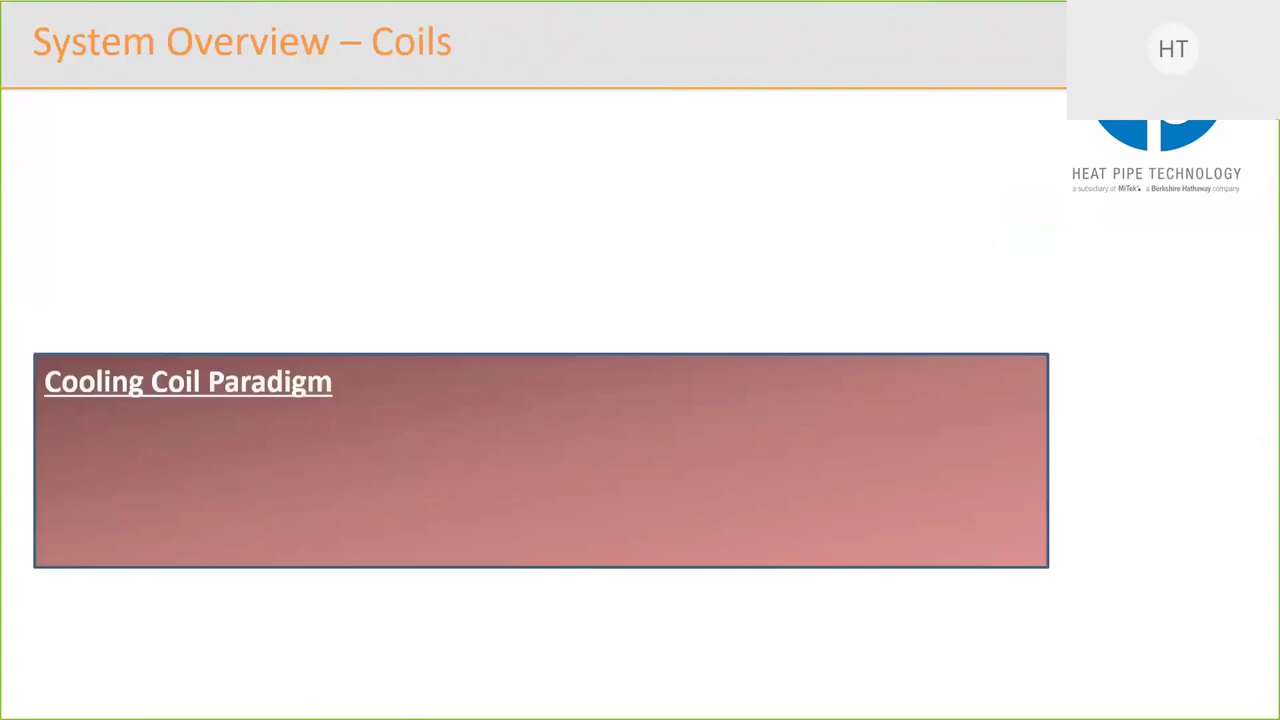 System Overview – Coils
HT
HEAT PIPE TECHNOLOGY
a subsidiary of MiTek®. a Berkshire Hathaway company
Cooling Coil Paradigm